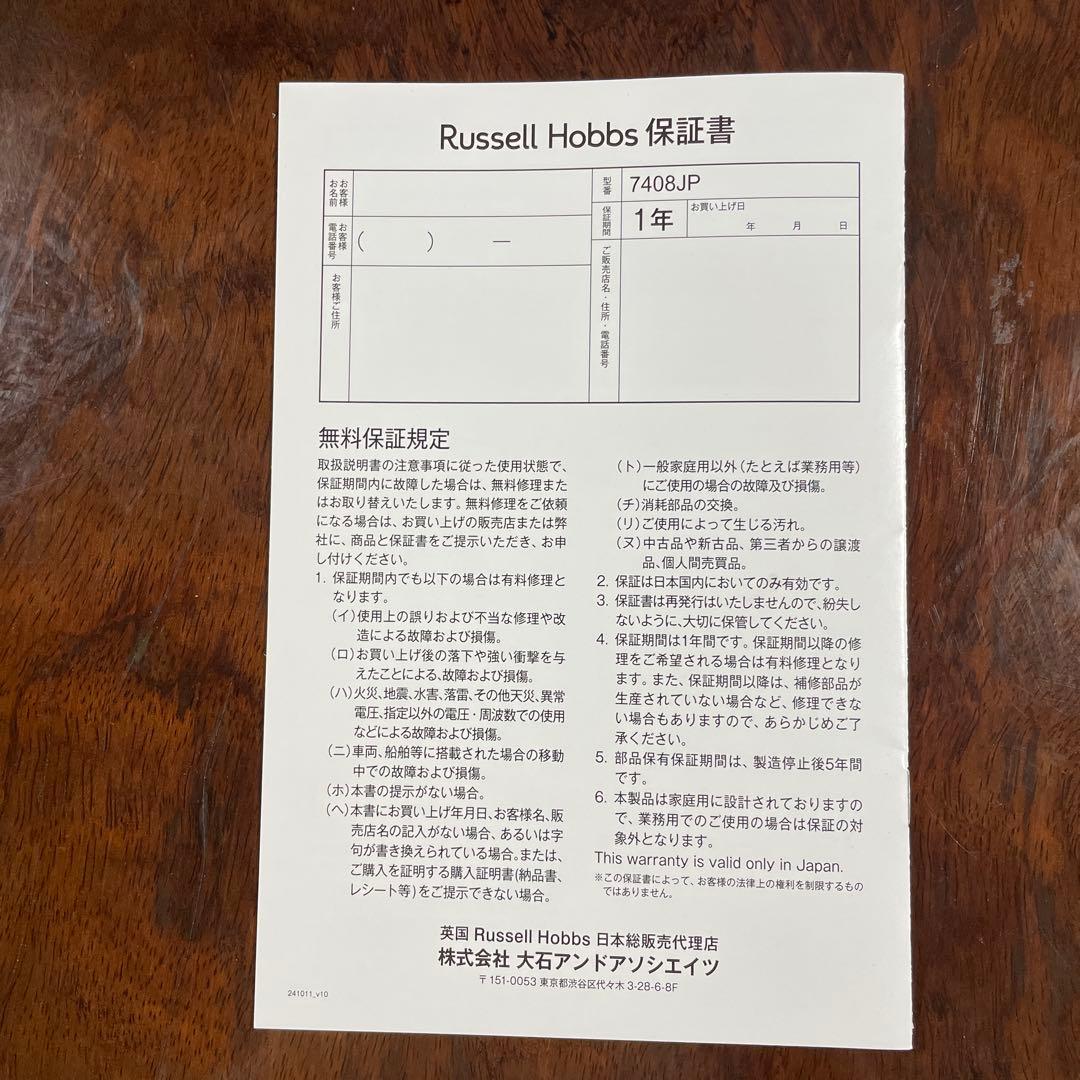 Russell Hobbs 保証書
お客様
お名前
お客様
電話番号
( ) ―
お客様ご住所
型番
7408JP
保証期間
1年
お買い上げ日
年 月 日
ご販売店名・住所・電話番号
無料保証規定
取扱説明書の注意事項に従った使用状態で、
保証期間内に故障した場合は、無料修理また
はお取り替えいたします。無料修理をご依頼
になる場合は、お買い上げの販売店または弊
社に、商品と保証書をご提示いただき、お申
し付けください。
1. 保証期間内でも以下の場合は有料修理と
なります。
(イ)使用上の誤りおよび不当な修理や改
造による故障および損傷。
(ロ)お買い上げ後の落下や強い衝撃を与
えたことによる、故障および損傷。
(ハ)火災、地震、水害、落雷、その他天災、異常
電圧、指定以外の電圧・周波数での使用
などによる故障および損傷。
(ニ)車両、船舶等に搭載された場合の移動
中での故障および損傷。
(ホ)本書の提示がない場合。
(ヘ)本書にお買い上げ年月日、お客様名、販
売店名の記入がない場合、あるいは字
句が書き換えられている場合。または、
ご購入を証明する購入証明書(納品書、
レシート等)をご提示できない場合。
(ト)一般家庭用以外(たとえば業務用等)
にご使用の場合の故障及び損傷。
(チ)消耗部品の交換。
(リ)ご使用によって生じる汚れ。
(ヌ)中古品や新古品、第三者からの譲渡
品、個人間売買品。
2. 保証は日本国内においてのみ有効です。
3. 保証書は再発行はいたしませんので、紛失し
ないように、大切に保管してください。
4. 保証期間は1年間です。保証期間以降の修
理をご希望される場合は有料修理となり
ます。また、保証期間以降は、補修部品が
生産されていない場合など、修理できな
い場合もありますので、あらかじめご了
承ください。
5. 部品保有保証期間は、製造停止後5年間
です。
6. 本製品は家庭用に設計されておりますの
で、業務用でのご使用の場合は保証の対
象外となります。
This warranty is valid only in Japan.
※この保証書によって、お客様の法律上の権利を制限するもの
ではありません。
英国 Russell Hobbs 日本総販売代理店
株式会社 大石アンドアソシエイツ
〒151-0053 東京都渋谷区代々木 3-28-6-8F
241011_v10